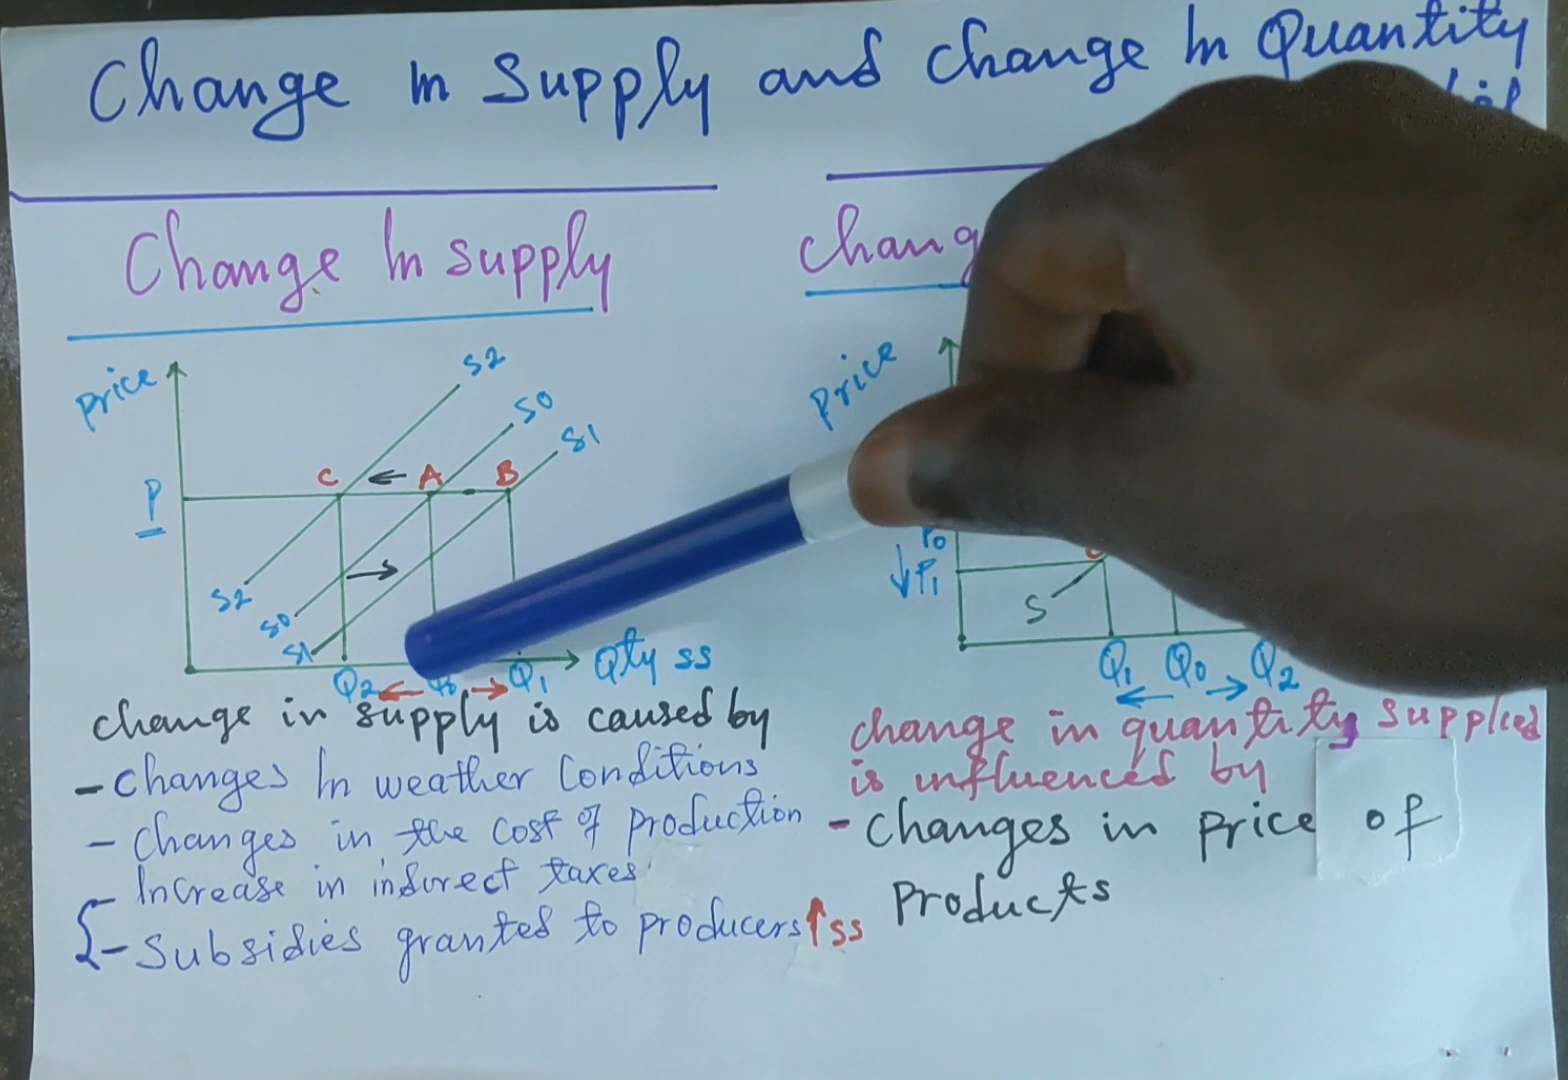 Change in Supply and change In Quantity
Change In supply
chang
price
S2
S0
S1
C
A
B
P
S2
S0
S1
Q2
Q1
Qty ss
change in supply is caused by
- changes In weather Conditions
- changes in the cost of production
- Increase in indirect taxes
- subsidies granted to producers ↑ss
price
P0
P1
S
Q1
Q0
Q2
change in quantity supplied
is influenced by
- changes in price of
products